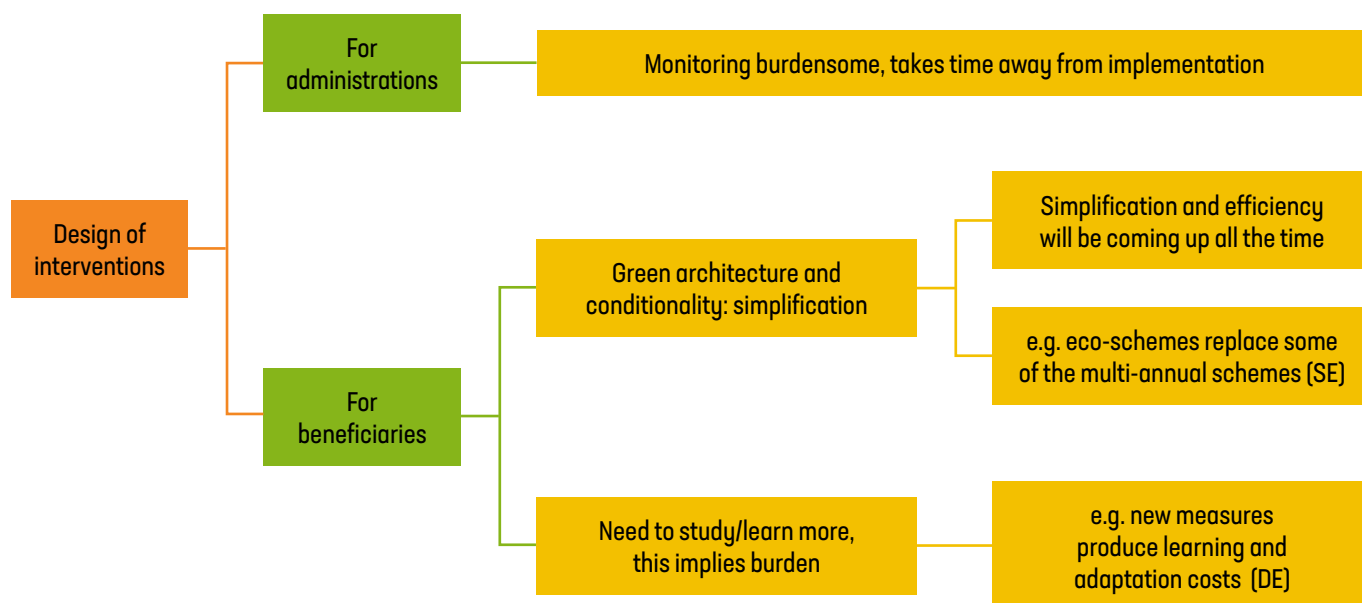 For
administrations
Monitoring burdensome, takes time away from implementation
Design of
interventions
Simplification and efficiency
will be coming up all the time
Green architecture and
conditionality: simplification
e.g. eco-schemes replace some
of the multi-annual schemes (SE)
For
beneficiaries
Need to study/learn more,
this implies burden
e.g. new measures
produce learning and
adaptation costs (DE)